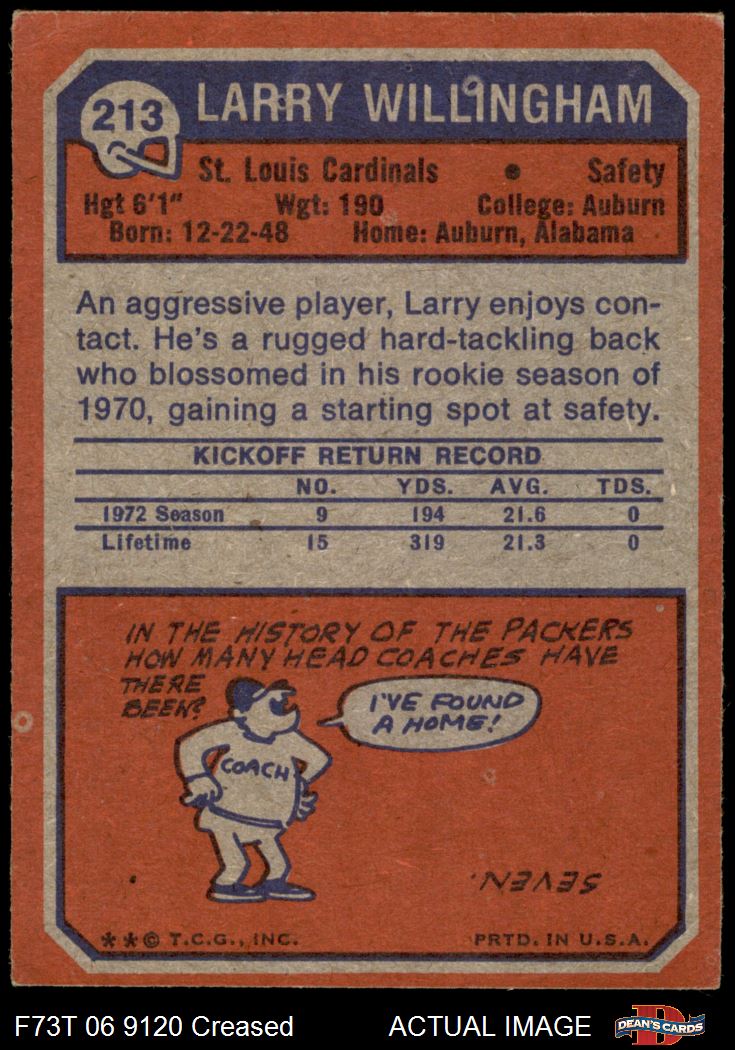 213
LARRY WILLINGHAM
St. Louis Cardinals • Safety
Hgt 6'1" Wgt: 190 College: Auburn
Born: 12-22-48 Home: Auburn, Alabama
An aggressive player, Larry enjoys con-
tact. He's a rugged hard-tackling back
who blossomed in his rookie season of
1970, gaining a starting spot at safety.
KICKOFF RETURN RECORD
NO. YDS. AVG. TDS.
1972 Season 9 194 21.6 0
Lifetime 15 319 21.3 0
IN THE HISTORY OF THE PACKERS
HOW MANY HEAD COACHES HAVE
THERE
BEEN?
I'VE FOUND
A HOME!
COACH
SEVEN.
** © T.C.G., INC. PRTD. IN U.S.A.
F73T 06 9120 Creased ACTUAL IMAGE
D
DEAN'S CARDS